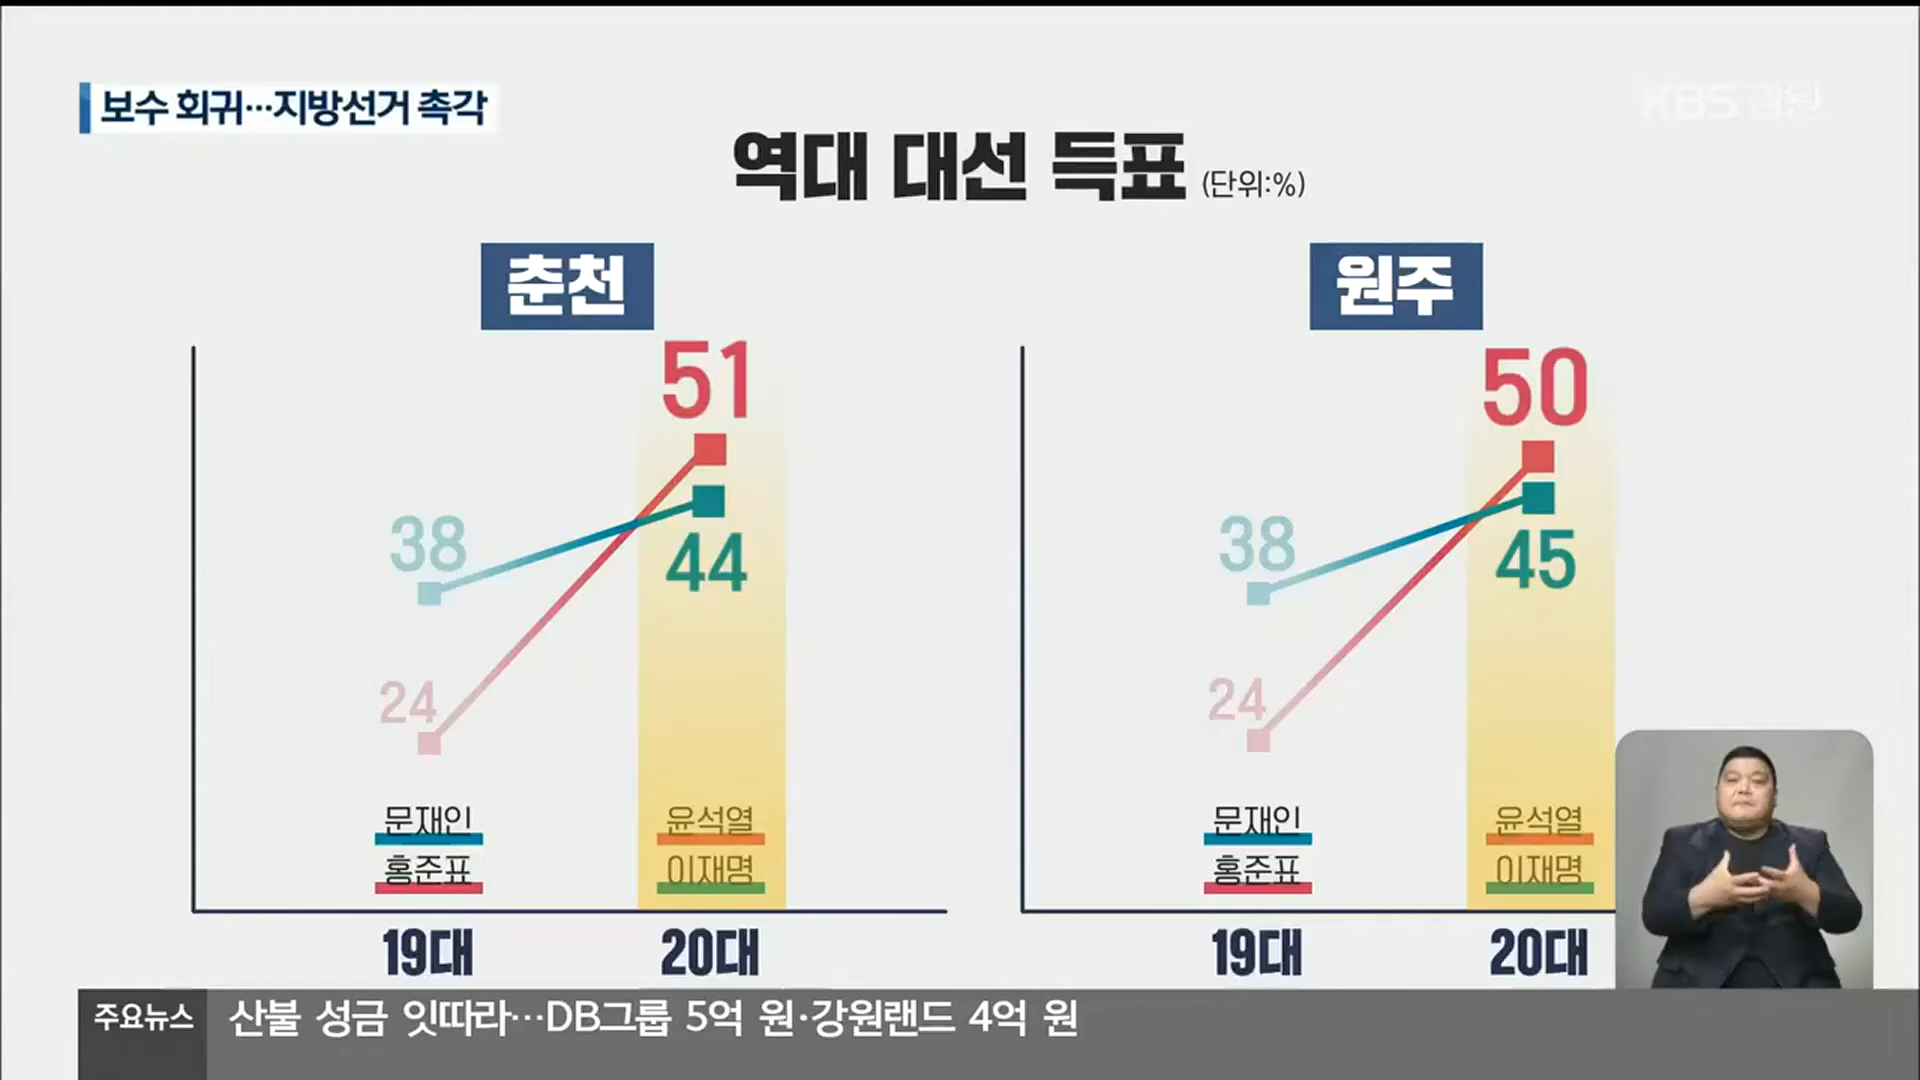 보수 회귀…지방선거 촉각
KBS 강원
역대 대선 득표 (단위:%)
춘천
51
38
44
24
문재인
홍준표
윤석열
이재명
19대
20대
원주
50
38
45
24
문재인
홍준표
윤석열
이재명
19대
20대
주요뉴스
산불 성금 잇따라…DB그룹 5억 원·강원랜드 4억 원